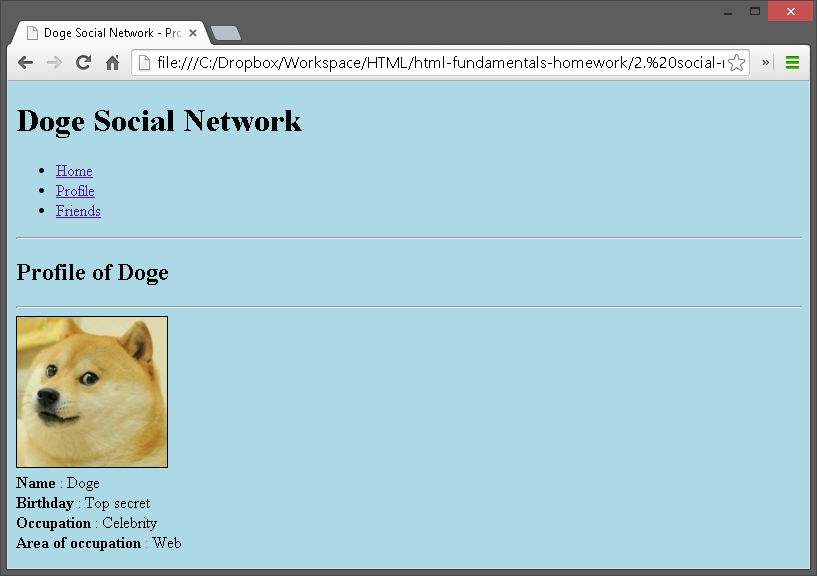 Doge Social Network - Pro
file:///C:/Dropbox/Workspace/HTML/html-fundamentals-homework/2.%20social-
Doge Social Network
Home
Profile
Friends
Profile of Doge
Name : Doge
Birthday : Top secret
Occupation : Celebrity
Area of occupation : Web